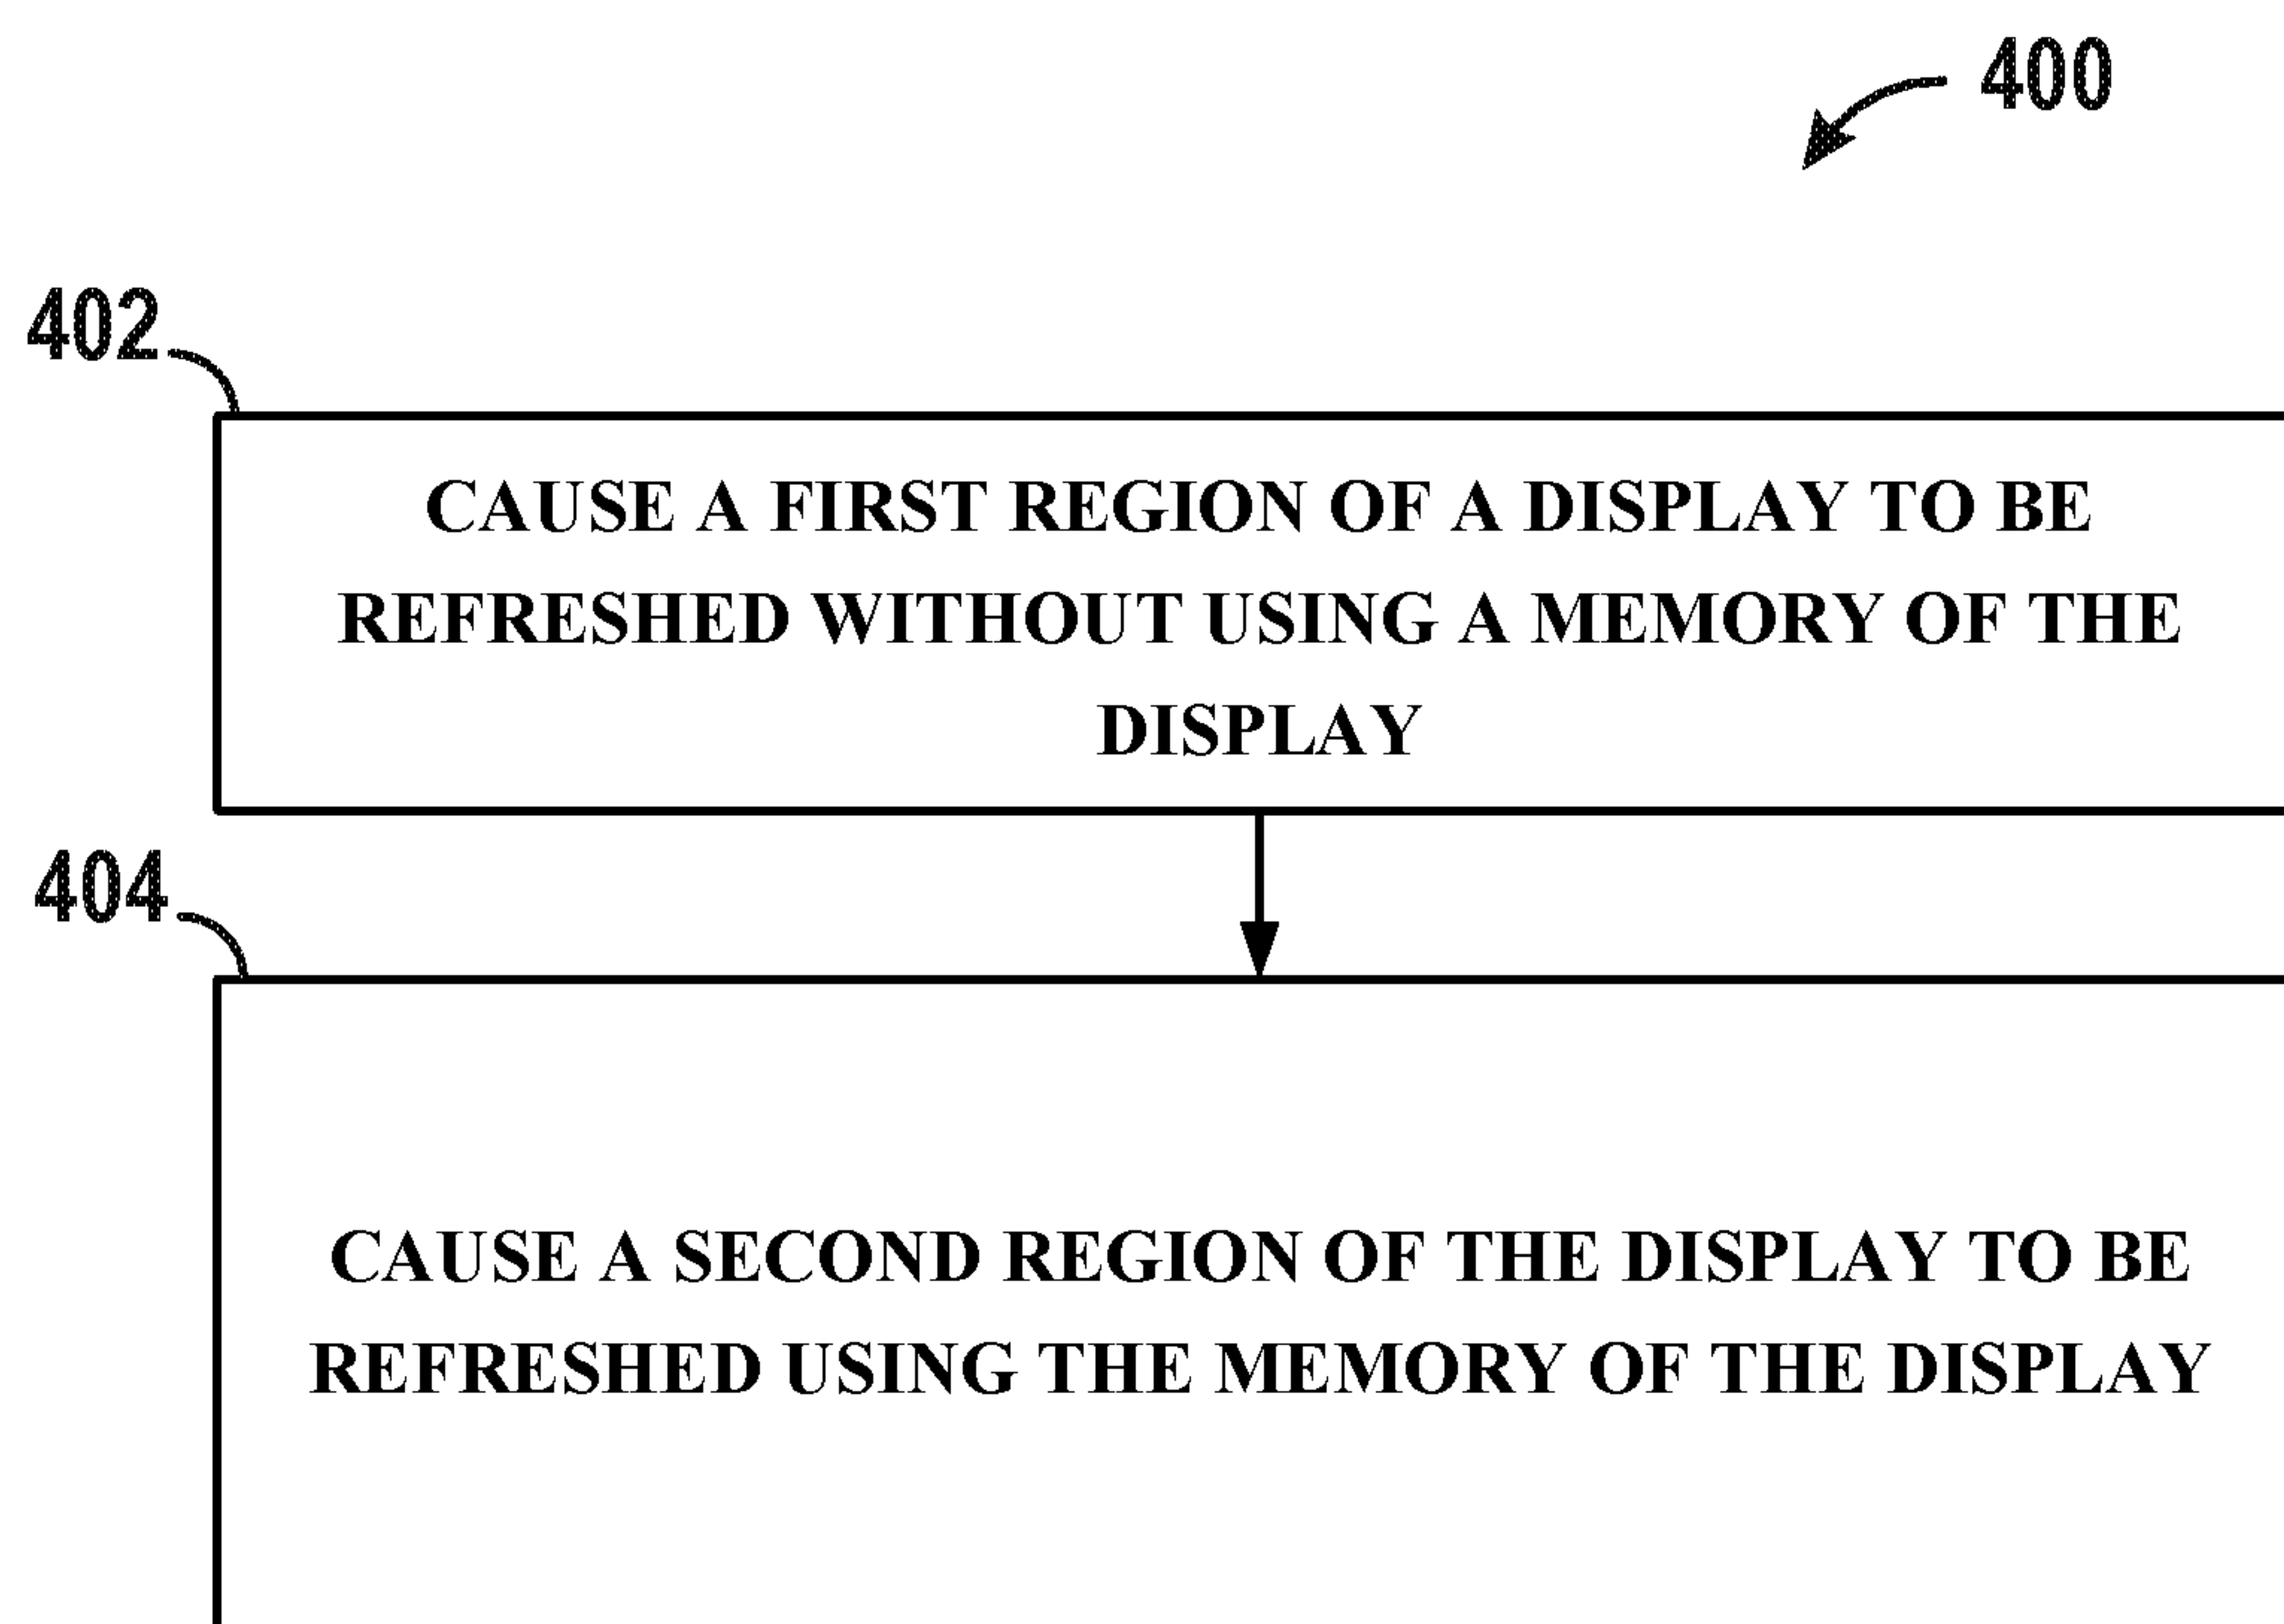 400
402
CAUSE A FIRST REGION OF A DISPLAY TO BE
REFRESHED WITHOUT USING A MEMORY OF THE
DISPLAY
404
CAUSE A SECOND REGION OF THE DISPLAY TO BE
REFRESHED USING THE MEMORY OF THE DISPLAY